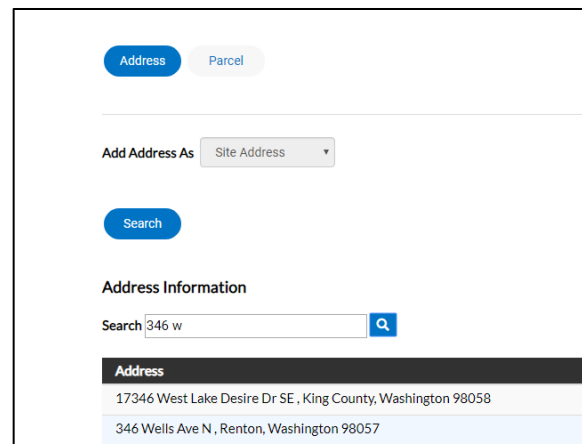 Address Parcel
Add Address As Site Address
Search
Address Information
Search 346 w
Address
17346 West Lake Desire Dr SE , King County, Washington 98058
346 Wells Ave N , Renton, Washington 98057